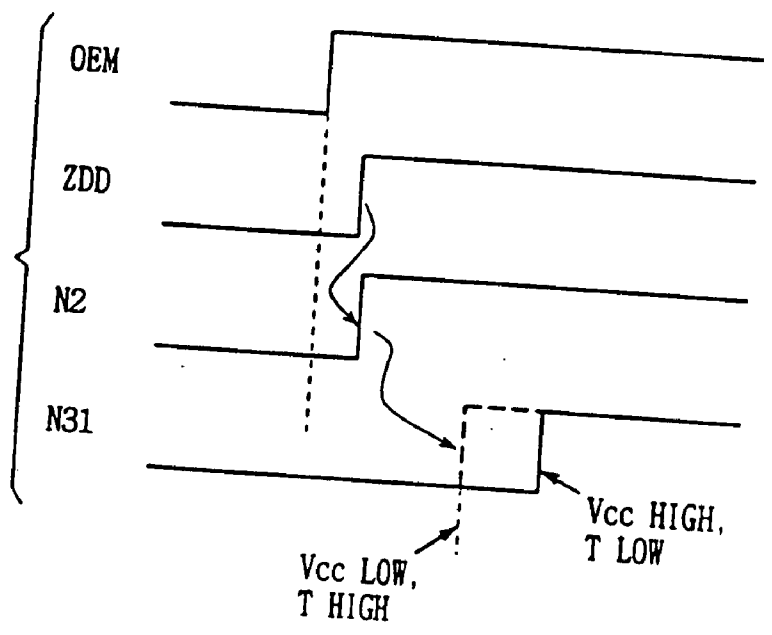 OEM
ZDD
N2
N31
Vcc HIGH,
T LOW
Vcc LOW,
T HIGH